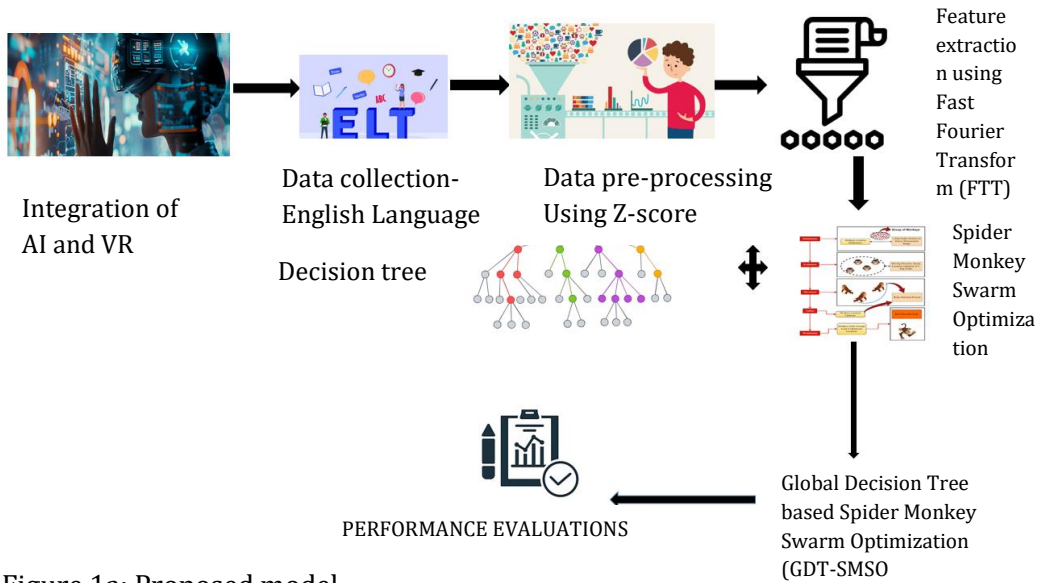 Feature
extractio
n using
Fast
Fourier
Transfor
m (FTT)
ABC
ELT
Integration of
AI and VR
Data collection-
English Language
Data pre-processing
Using Z-score
Decision tree
Spider
Monkey
Swarm
Optimiza
tion
PERFORMANCE EVALUATIONS
Global Decision Tree
based Spider Monkey
Swarm Optimization
(GDT-SMSO
Figure 1a: Proposed model